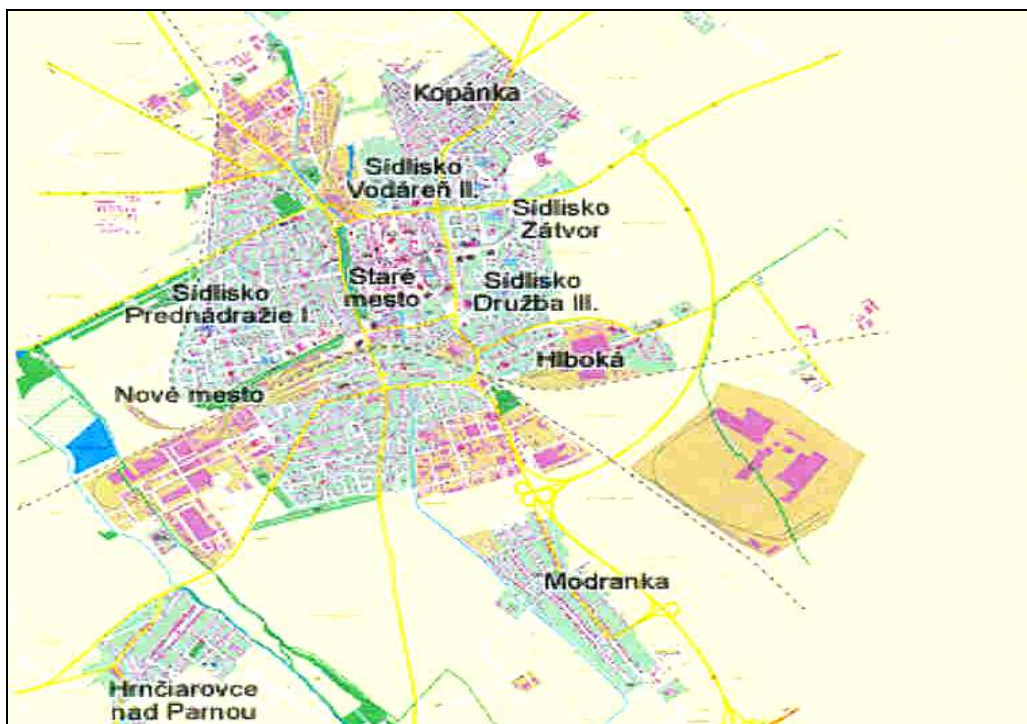 Kopánka
Sídlisko
Vodáreň II.
Sídlisko
Zátvor
Staré
mesto
Sídlisko
Družba III.
Sídlisko
Prednádražie I.
Hlboká
Nové mesto
Modranka
Hrnčiarovce
nad Parnou